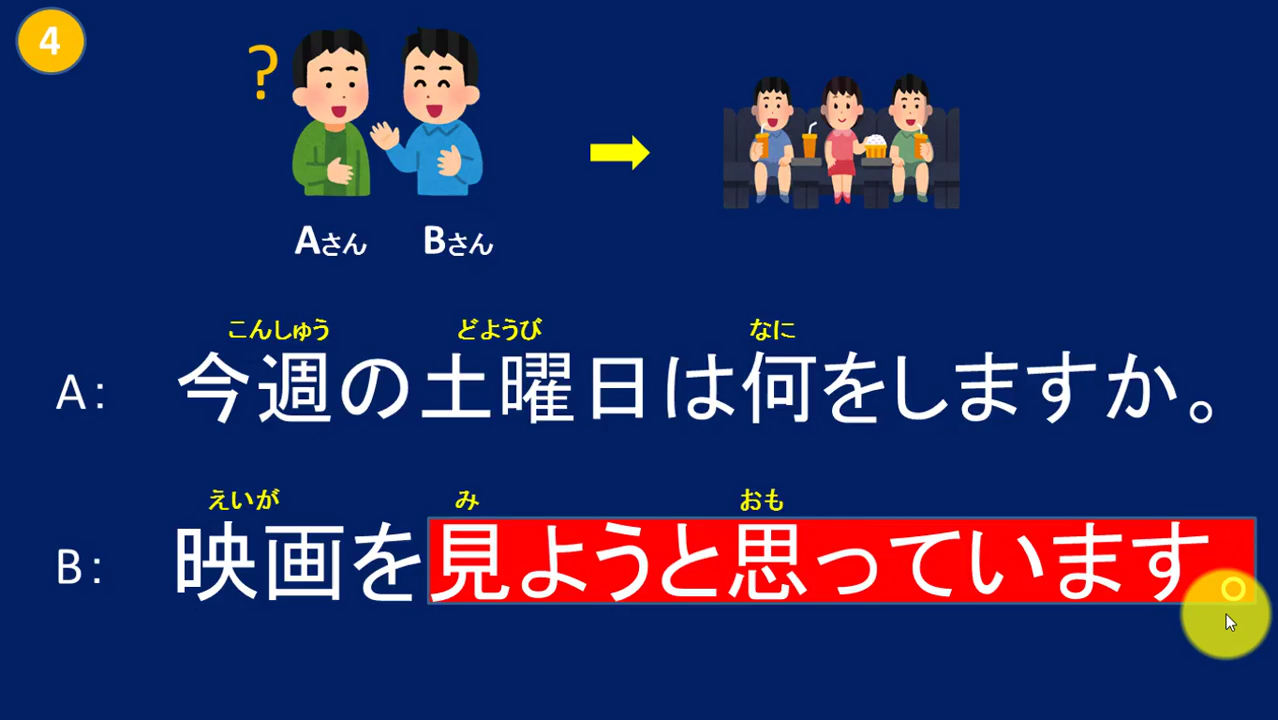 4
?
Aさん Bさん
こんしゅう どようび なに
A: 今週の土曜日は何をしますか。
えいが み おも
B: 映画を見ようと思っています。